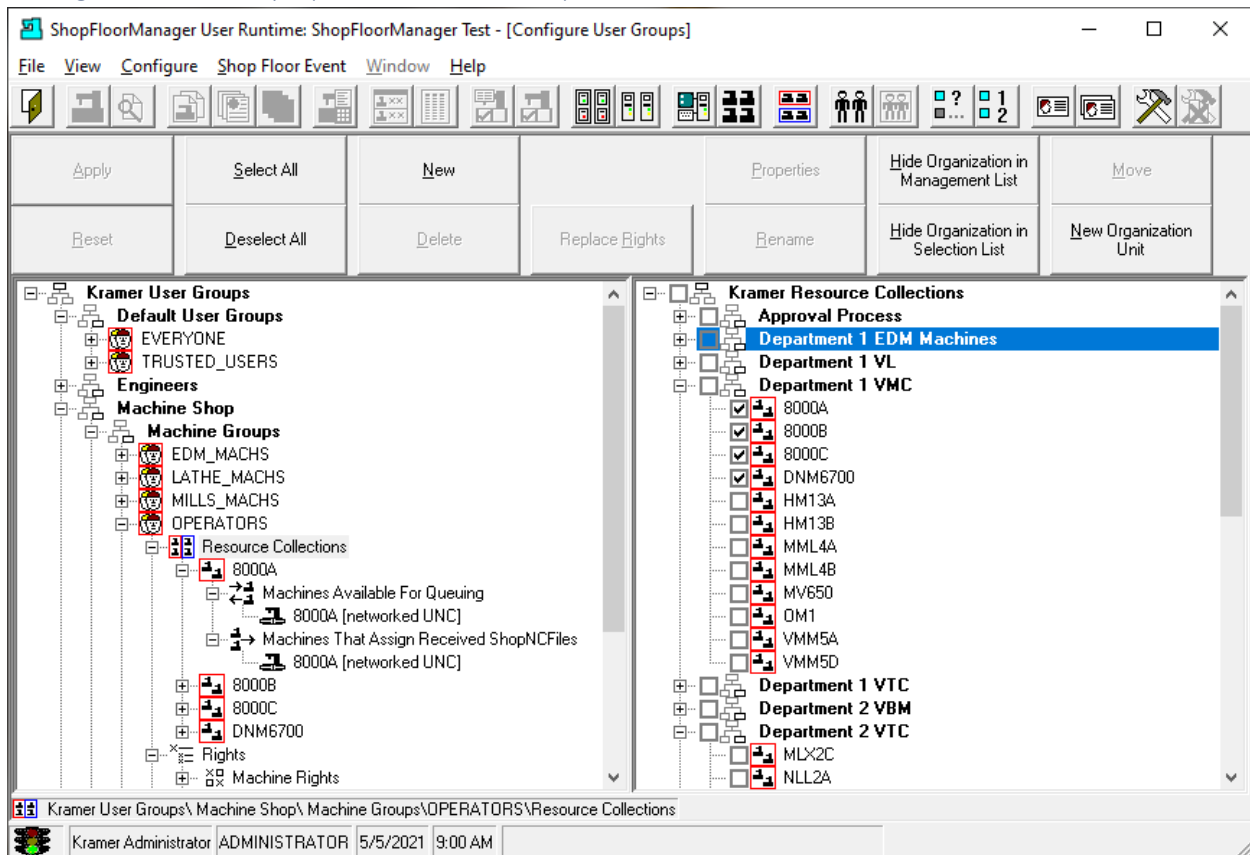 ShopFloorManager User Runtime: ShopFloorManager Test - [Configure User Groups]
File View Configure Shop Floor Event Window Help
Apply Select All New Properties Hide Organization in Management List Move
Reset Deselect All Delete Replace Rights Rename Hide Organization in Selection List New Organization Unit
Kramer User Groups
Default User Groups
EVERYONE
TRUSTED_USERS
Engineers
Machine Shop
Machine Groups
EDM_MACHS
LATHE_MACHS
MILLS_MACHS
OPERATORS
Resource Collections
8000A
Machines Available For Queuing
8000A [networked UNC]
Machines That Assign Received ShopNCFiles
8000A [networked UNC]
8000B
8000C
DNM6700
Rights
Machine Rights
Kramer Resource Collections
Approval Process
Department 1 EDM Machines
Department 1 VL
Department 1 VMC
8000A
8000B
8000C
DNM6700
HM13A
HM13B
MML4A
MML4B
MV650
OM1
VMM5A
VMM5D
Department 1 VTC
Department 2 VBM
Department 2 VTC
MLX2C
NLL2A
Kramer User Groups\ Machine Shop\ Machine Groups\OPERATORS\Resource Collections
Kramer Administrator ADMINISTRATOR 5/5/2021 9:00 AM